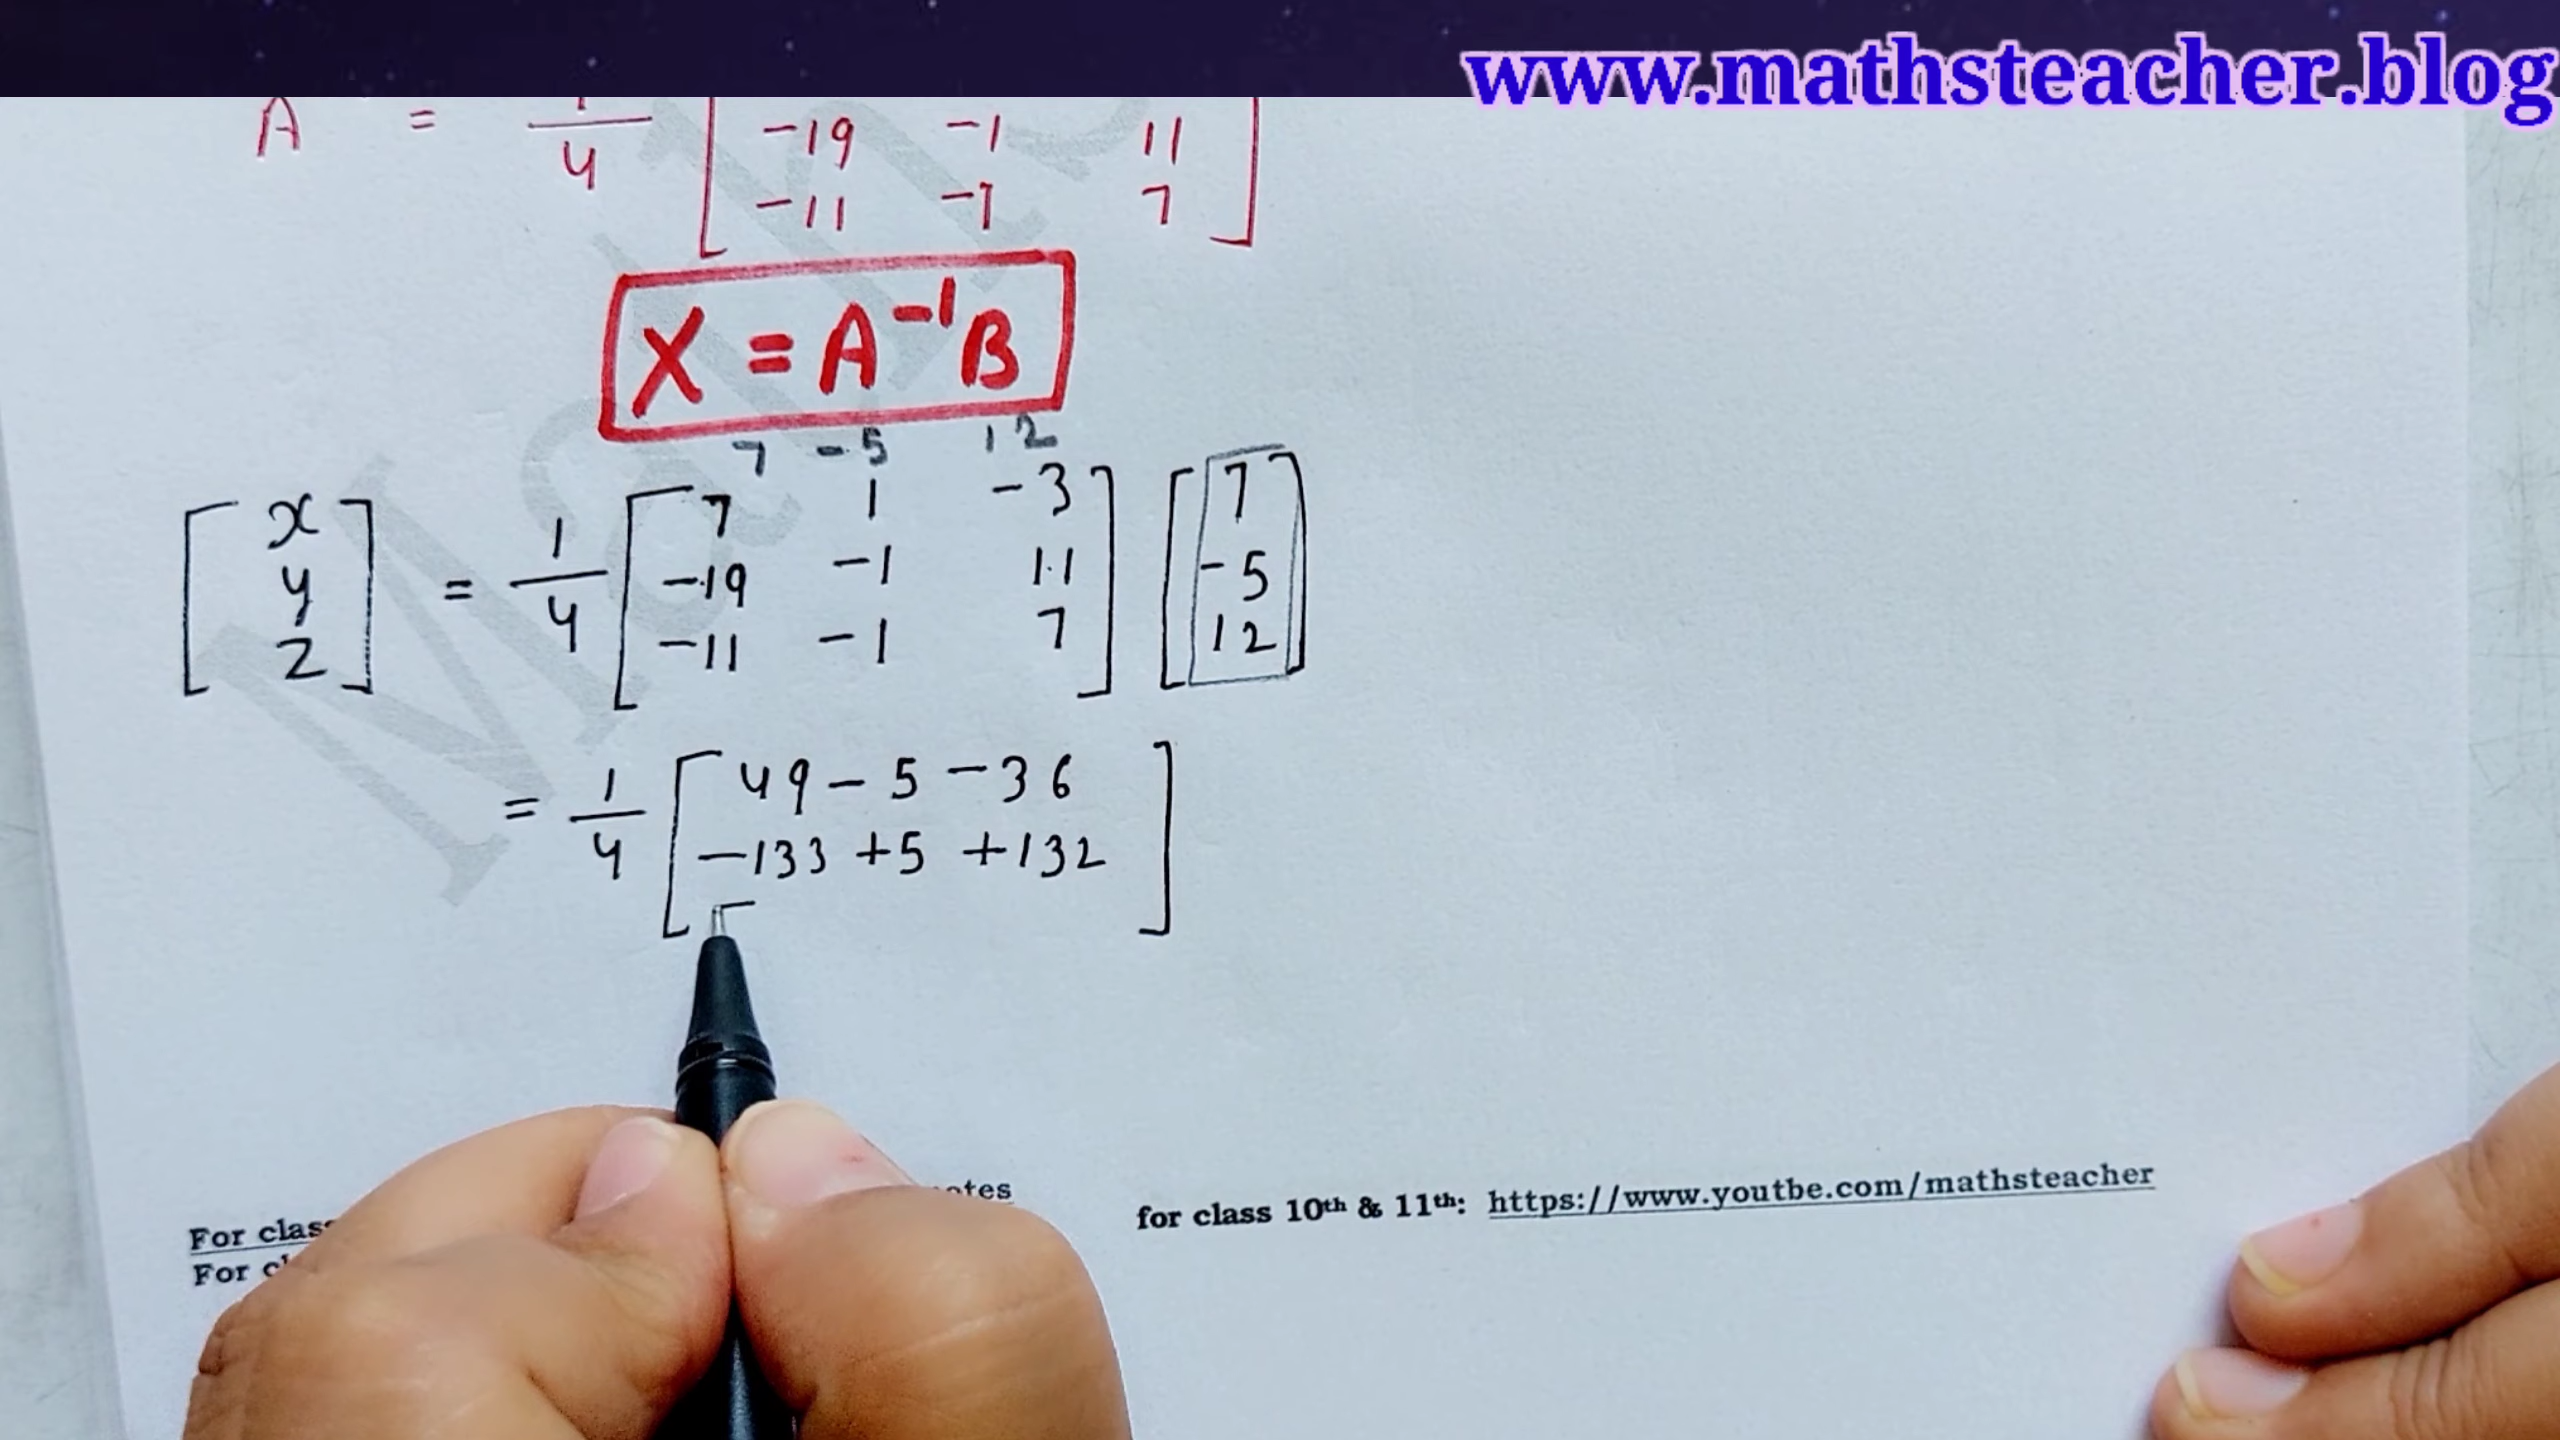 www.mathsteacher.blog
A = 1/4 [
-19 -1 11
-11 -1 7 ]
X = A⁻¹B
7 -5 12
[ x y z ] = 1/4 [
7 1 -3
-19 -1 11
-11 -1 7 ] [ 7 -5 12 ]
= 1/4 [
49 - 5 - 36
-133 + 5 + 132 ]
for class 10th & 11th: https://www.youtbe.com/mathsteacher
For
For